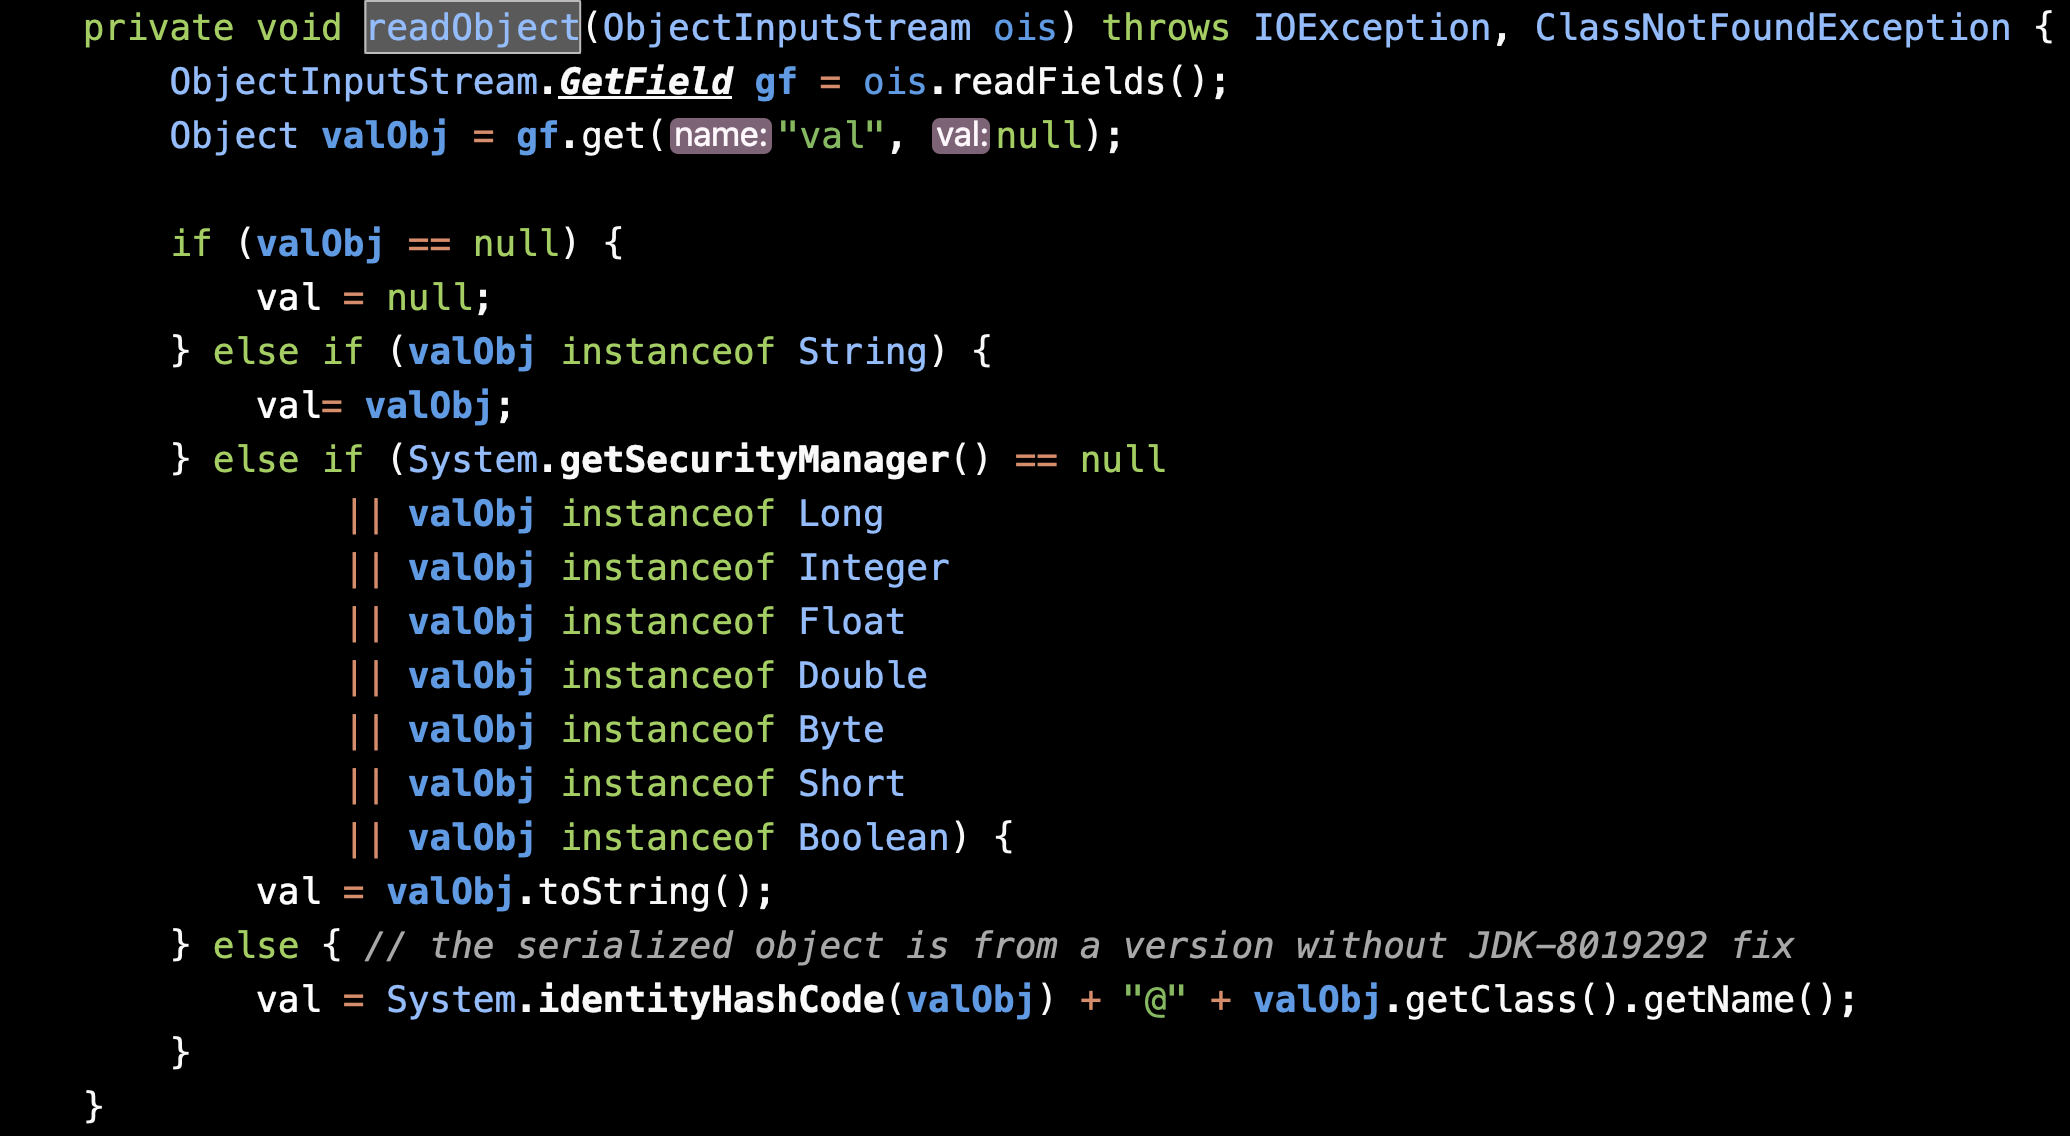 private void readObject(ObjectInputStream ois) throws IOException, ClassNotFoundException {
ObjectInputStream.GetField gf = ois.readFields();
Object valObj = gf.get(name:"val", val:null);
if (valObj == null) {
val = null;
} else if (valObj instanceof String) {
val= valObj;
} else if (System.getSecurityManager() == null
|| valObj instanceof Long
|| valObj instanceof Integer
|| valObj instanceof Float
|| valObj instanceof Double
|| valObj instanceof Byte
|| valObj instanceof Short
|| valObj instanceof Boolean) {
val = valObj.toString();
} else { // the serialized object is from a version without JDK-8019292 fix
val = System.identityHashCode(valObj) + "@" + valObj.getClass().getName();
}
}